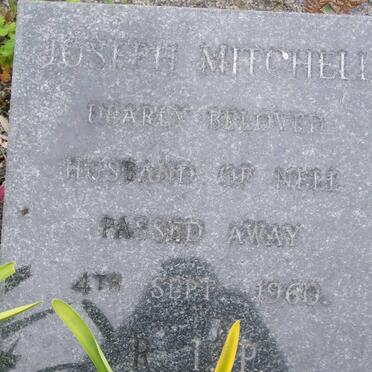 JOSEPH MITCHELL
DEARLY BELOVED
HUSBAND OF NELL
PASSED AWAY
4TH SEPT. 1960.
R. I. P.